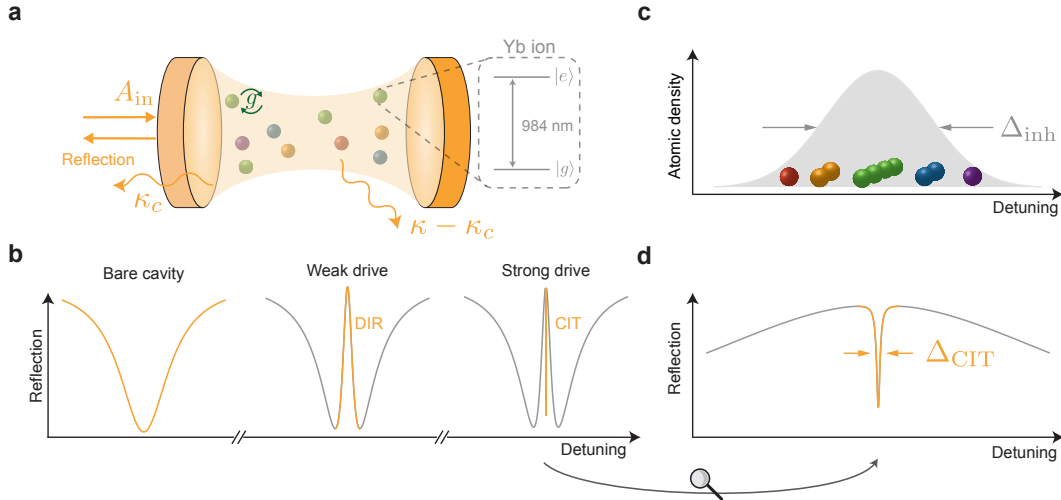 a
A_in
Reflection
κ_c
g
κ − κ_c
Yb ion
|e⟩
984 nm
|g⟩
b
Bare cavity
Weak drive
Strong drive
DIR
CIT
Reflection
Detuning
c
Atomic density
Δ_inh
Detuning
d
Reflection
Δ_CIT
Detuning